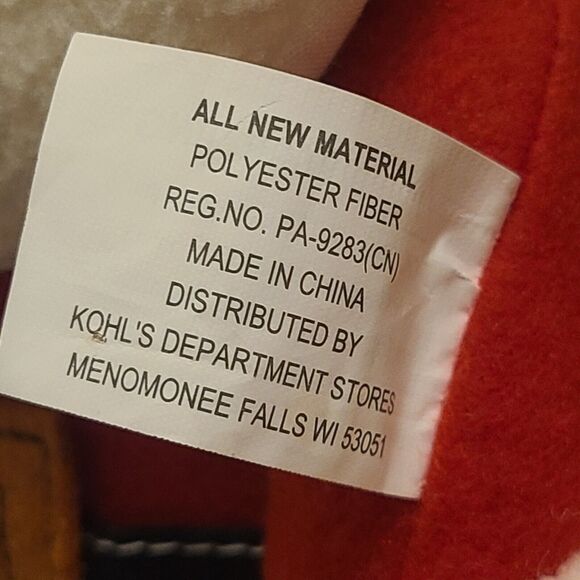 ALL NEW MATERIAL
POLYESTER FIBER
REG.NO. PA-9283(CN)
MADE IN CHINA
DISTRIBUTED BY
KOHL'S DEPARTMENT STORES
MENOMONEE FALLS WI 53051